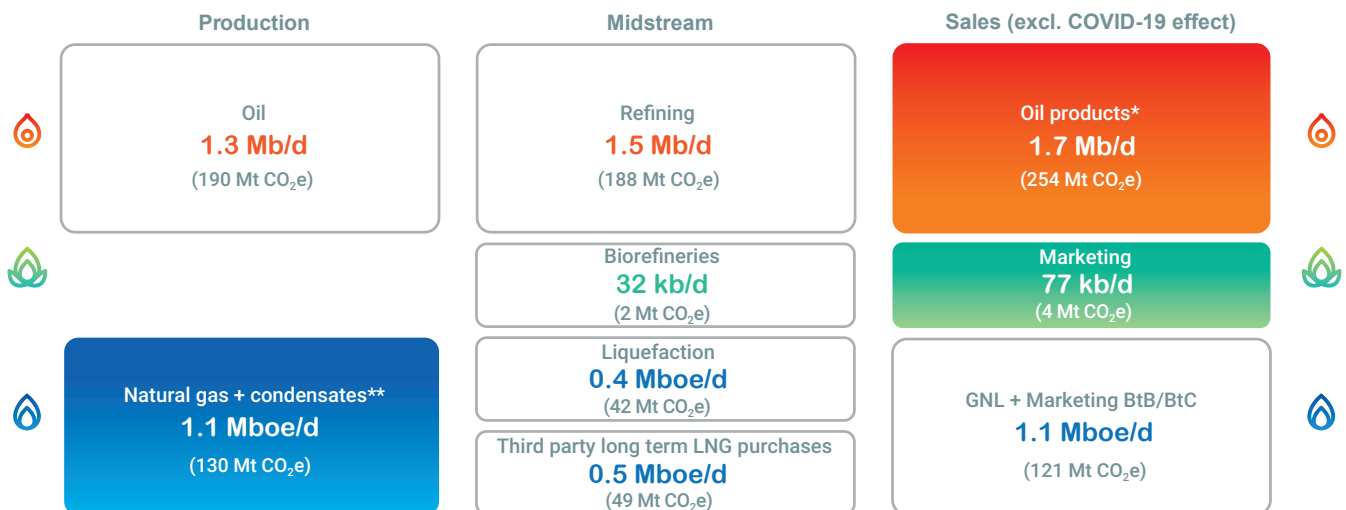 Production
Oil
1.3 Mb/d
(190 Mt CO₂e)
Natural gas + condensates**
1.1 Mboe/d
(130 Mt CO₂e)
Midstream
Refining
1.5 Mb/d
(188 Mt CO₂e)
Biorefineries
32 kb/d
(2 Mt CO₂e)
Liquefaction
0.4 Mboe/d
(42 Mt CO₂e)
Third party long term LNG purchases
0.5 Mboe/d
(49 Mt CO₂e)
Sales (excl. COVID-19 effect)
Oil products*
1.7 Mb/d
(254 Mt CO₂e)
Marketing
77 kb/d
(4 Mt CO₂e)
GNL + Marketing BtB/BtC
1.1 Mboe/d
(121 Mt CO₂e)